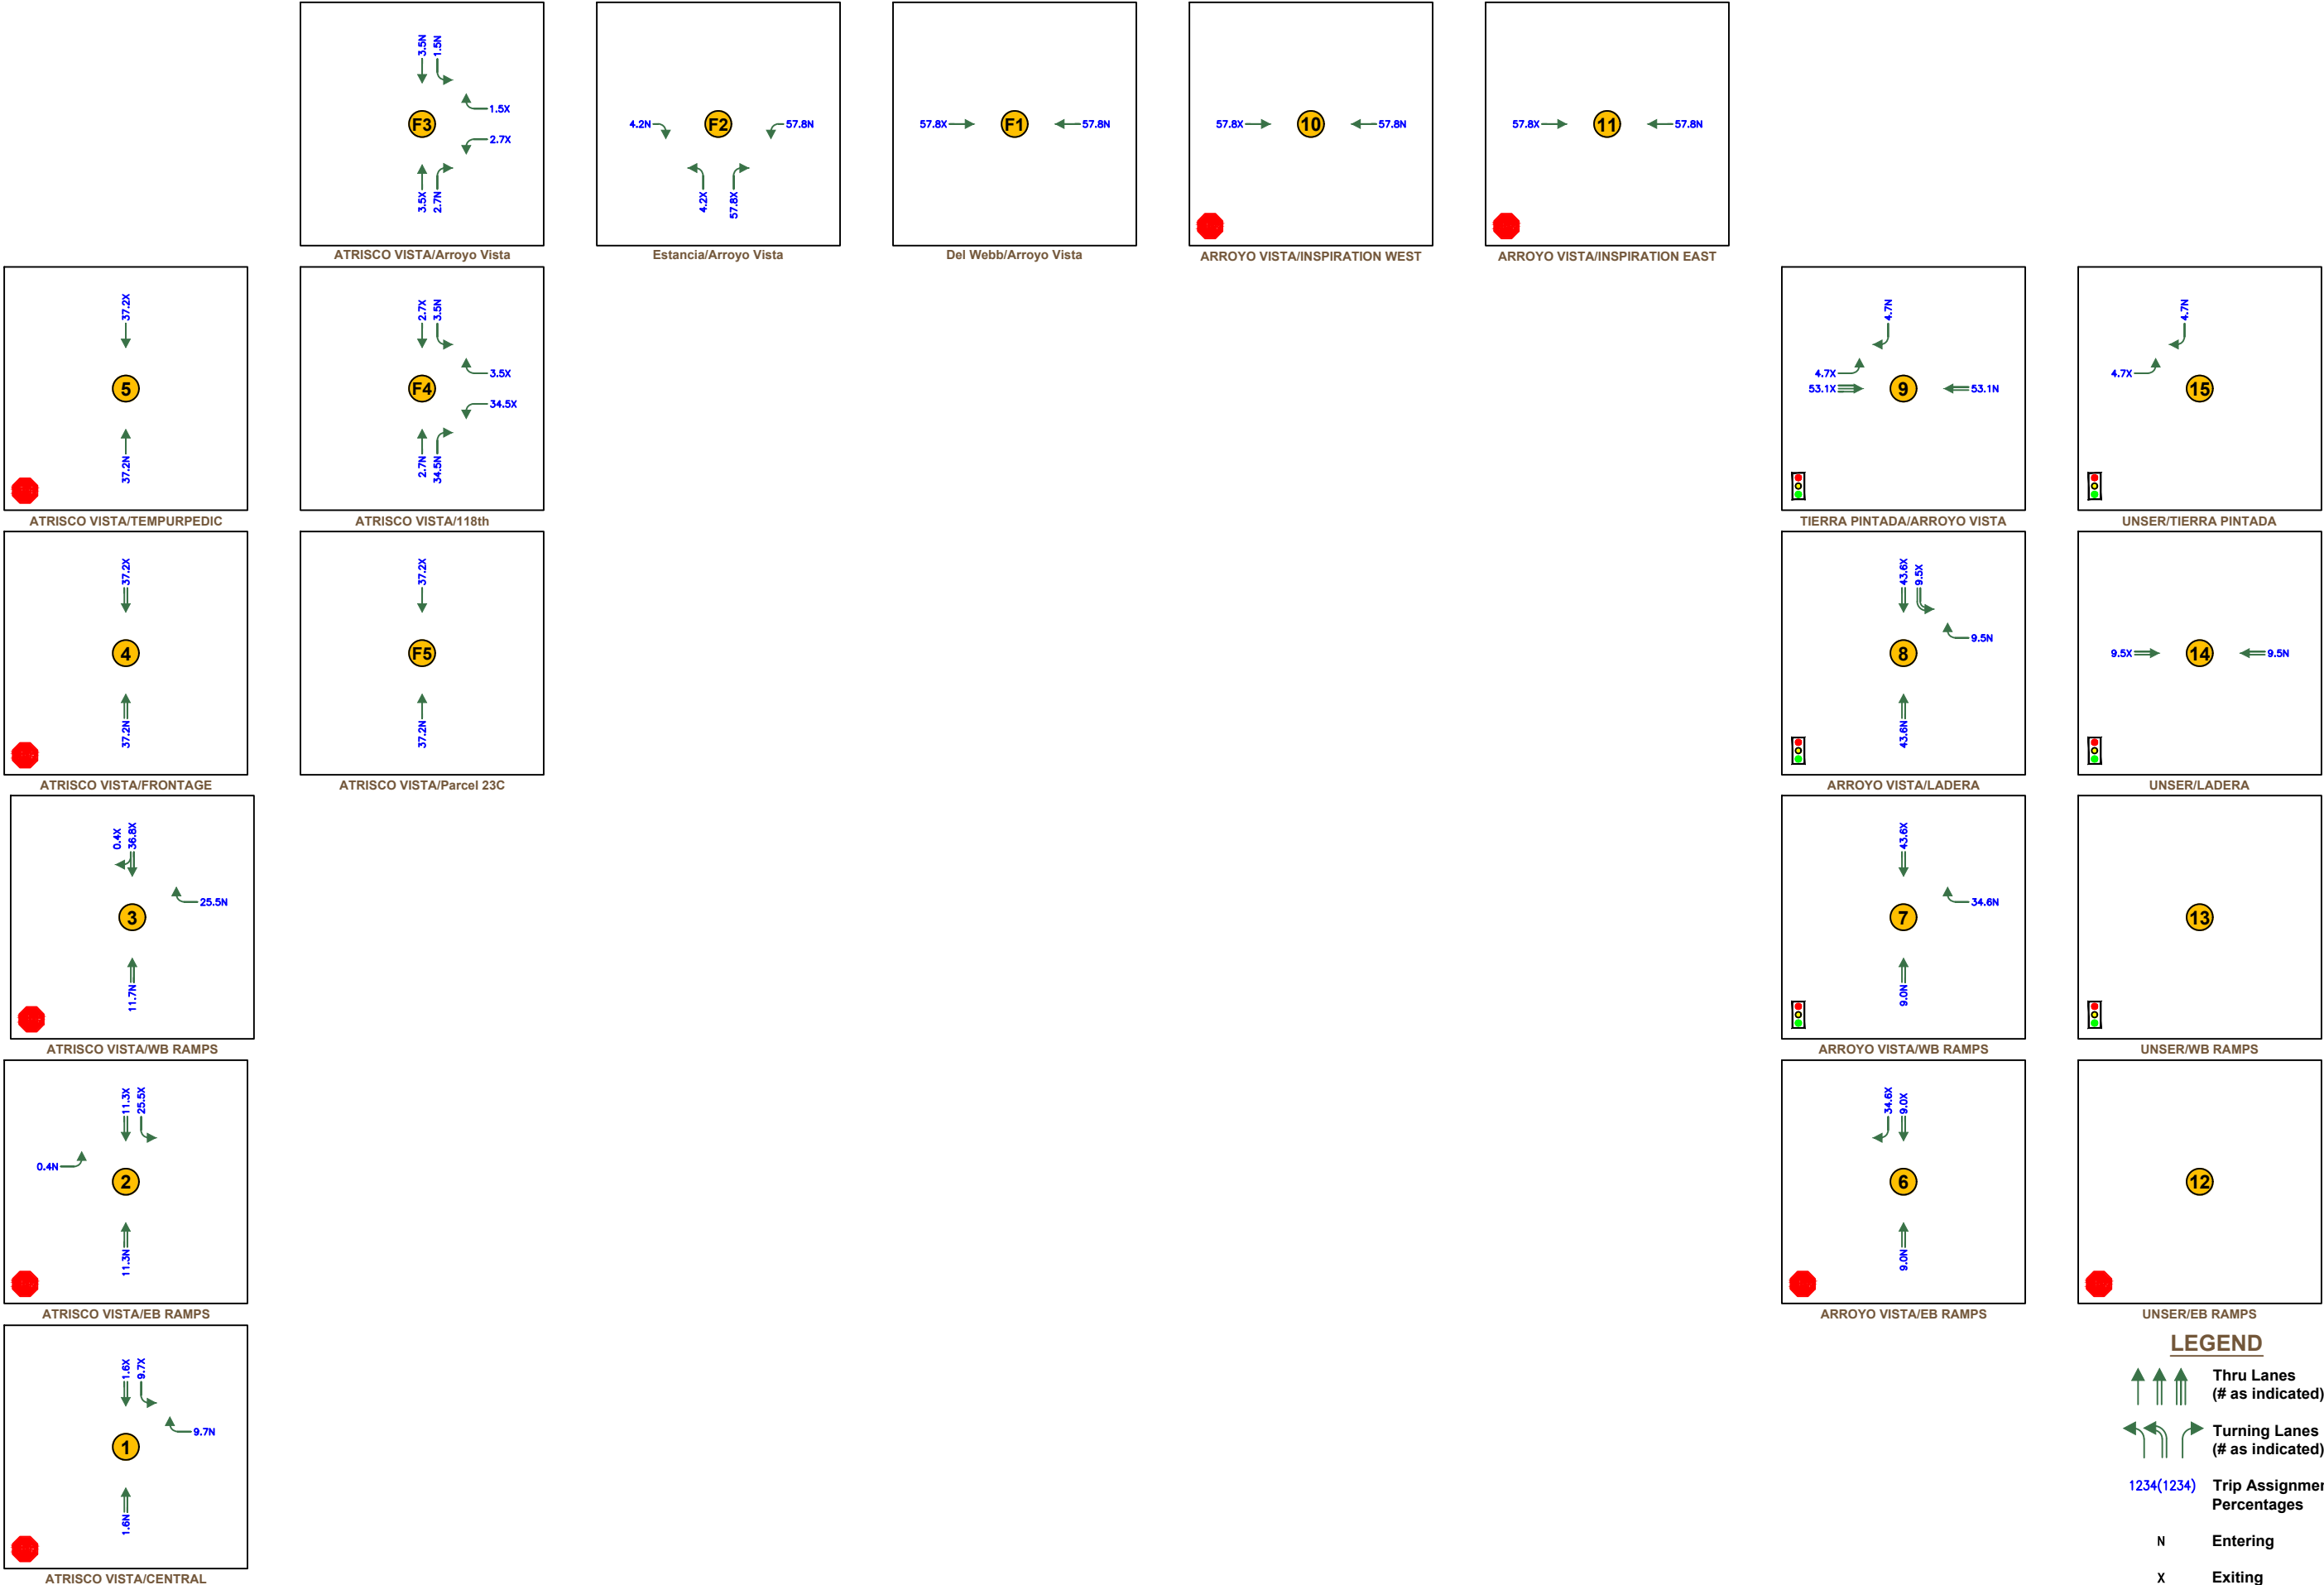 3.5N
1.5N
1.5X
F3
2.7X
3.5X
2.7N
ATRISCO VISTA/Arroyo Vista
4.2N
F2
57.8N
4.2X
57.8X
Estancia/Arroyo Vista
57.8X
F1
57.8N
Del Webb/Arroyo Vista
57.8X
10
57.8N
ARROYO VISTA/INSPIRATION WEST
57.8X
11
57.8N
ARROYO VISTA/INSPIRATION EAST
37.2X
5
37.2N
ATRISCO VISTA/TEMPURPEDIC
2.7X
3.5N
3.5X
F4
34.5X
2.7N
34.5N
ATRISCO VISTA/118th
4.7N
4.7X
53.1X
9
53.1N
TIERRA PINTADA/ARROYO VISTA
4.7N
4.7X
15
UNSER/TIERRA PINTADA
37.2X
4
37.2N
ATRISCO VISTA/FRONTAGE
37.2X
F5
37.2N
ATRISCO VISTA/Parcel 23C
43.6X
9.5X
9.5N
8
43.6N
ARROYO VISTA/LADERA
9.5X
14
9.5N
UNSER/LADERA
0.4X
36.8X
25.5N
3
11.7N
ATRISCO VISTA/WB RAMPS
43.6X
34.6N
7
9.0N
ARROYO VISTA/WB RAMPS
13
UNSER/WB RAMPS
11.3X
25.5X
0.4N
2
11.3N
ATRISCO VISTA/EB RAMPS
34.6X
9.0X
6
9.0N
ARROYO VISTA/EB RAMPS
12
UNSER/EB RAMPS
1.6X
9.7X
9.7N
1
1.6N
ATRISCO VISTA/CENTRAL
LEGEND
Thru Lanes
(# as indicated)
Turning Lanes
(# as indicated)
1234(1234) Trip Assignmen
Percentages
N Entering
X Exiting